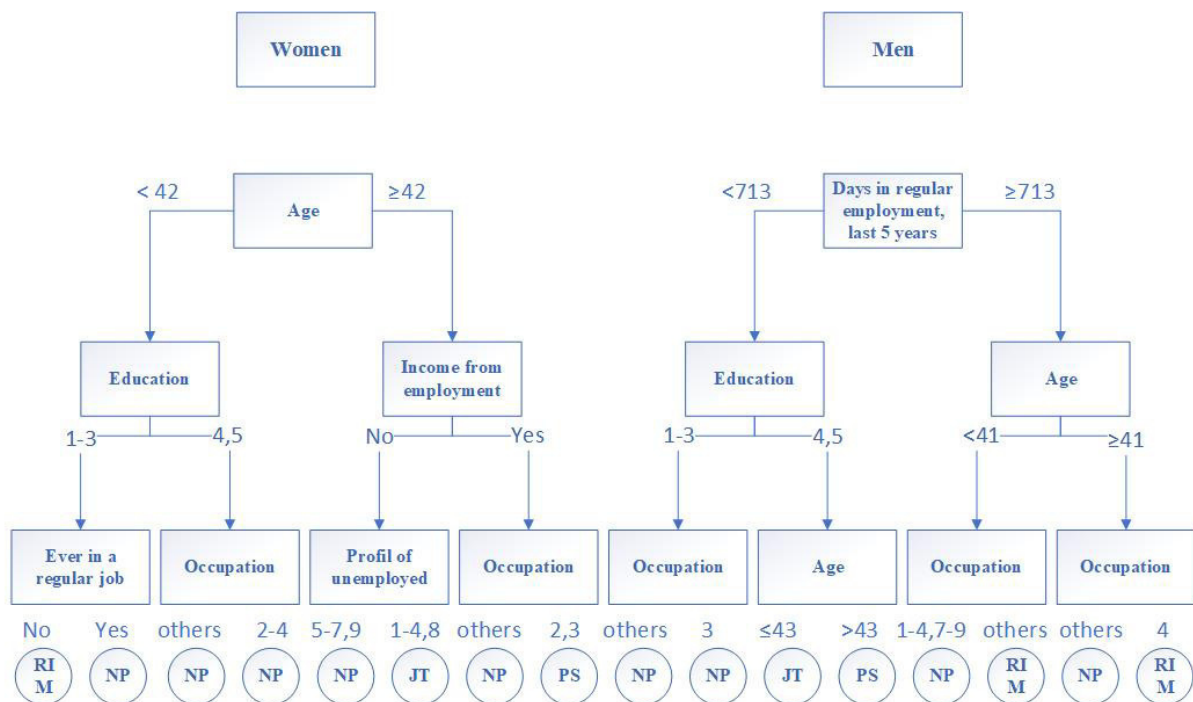 Women Men
< 42 ≥42 <713 ≥713
Age
Days in regular
employment,
last 5 years
Education
Income from
employment
Education
Age
1-3 4,5 No Yes 1-3 4,5 <41 ≥41
Ever in a
regular job
Occupation
Profil of
unemployed
Occupation
Occupation
Age
Occupation
Occupation
No Yes others 2-4 5-7,9 1-4,8 others 2,3 others 3 ≤43 >43 1-4,7-9 others others 4
RI
M
NP
NP
NP
NP
JT
NP
PS
NP
NP
JT
PS
NP
RI
M
NP
RI
M